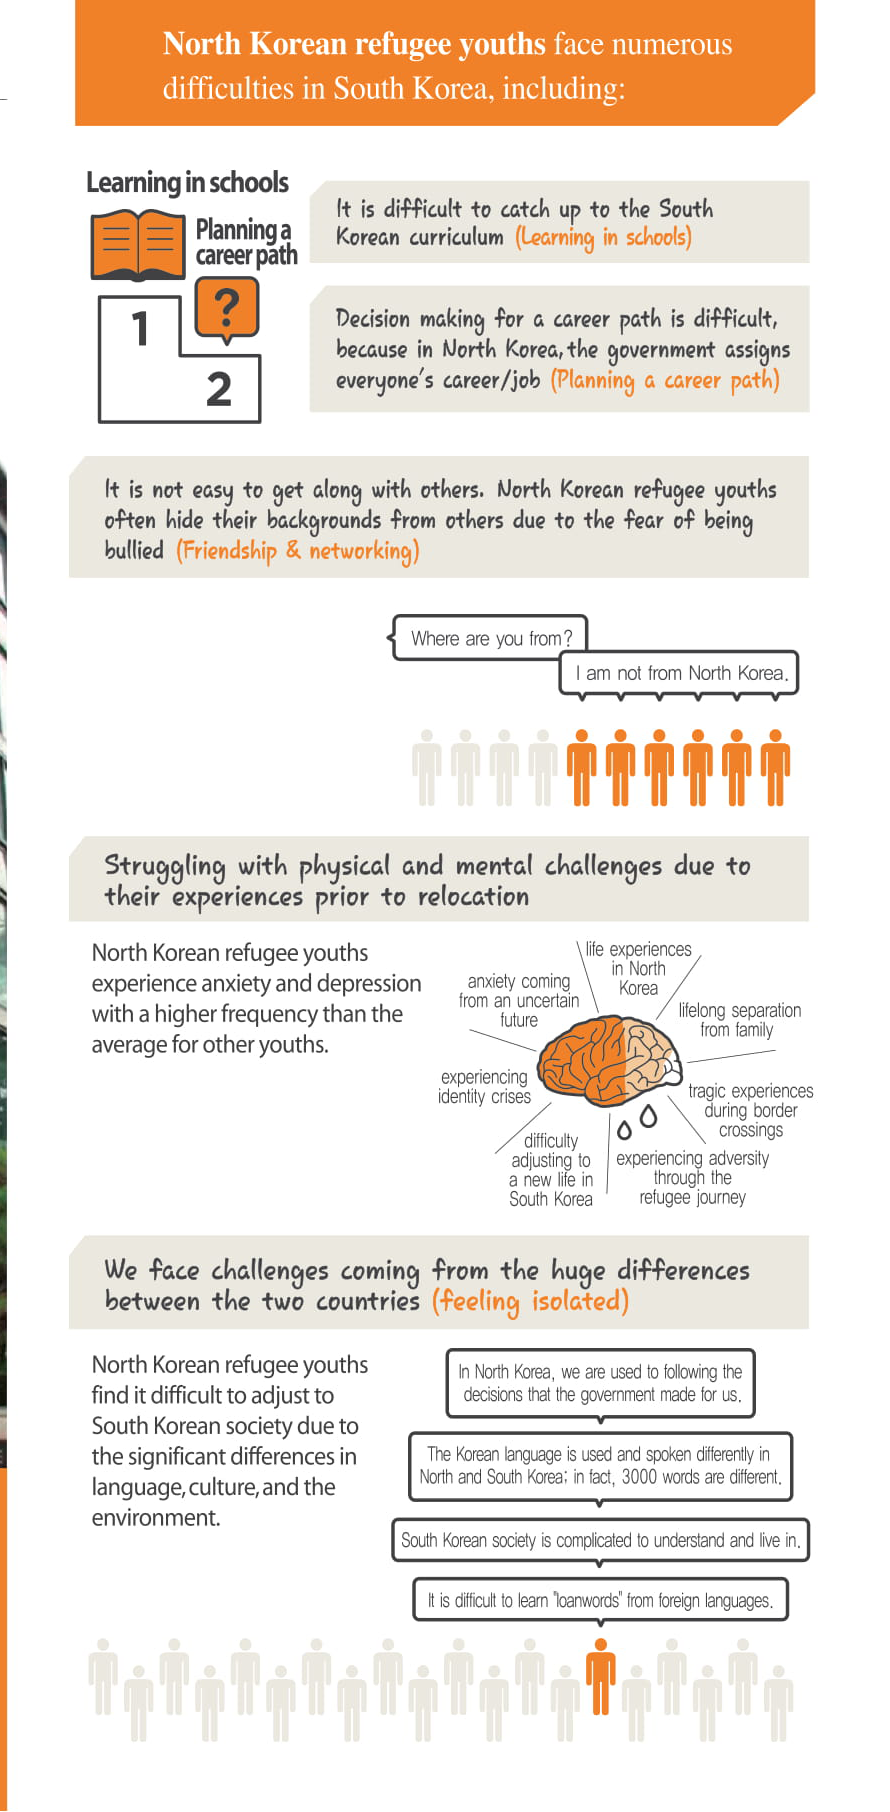 North Korean refugee youths face numerous
difficulties in South Korea, including:
Learning in schools
Planning a
career path
?
1
2
It is difficult to catch up to the South
Korean curriculum (Learning in schools)
Decision making for a career path is difficult,
because in North Korea, the government assigns
everyone's career/job (Planning a career path)
It is not easy to get along with others. North Korean refugee youths
often hide their backgrounds from others due to the fear of being
bullied (Friendship & networking)
Where are you from?
I am not from North Korea.
Struggling with physical and mental challenges due to
their experiences prior to relocation
North Korean refugee youths
experience anxiety and depression
with a higher frequency than the
average for other youths.
life experiences
in North
Korea
anxiety coming
from an uncertain
future
lifelong separation
from family
experiencing
identity crises
tragic experiences
during border
crossings
difficulty
adjusting to
a new life in
South Korea
experiencing adversity
through the
refugee journey
We face challenges coming from the huge differences
between the two countries (feeling isolated)
North Korean refugee youths
find it difficult to adjust to
South Korean society due to
the significant differences in
language, culture, and the
environment.
In North Korea, we are used to following the
decisions that the government made for us.
The Korean language is used and spoken differently in
North and South Korea; in fact, 3000 words are different.
South Korean society is complicated to understand and live in.
It is difficult to learn "loanwords" from foreign languages.